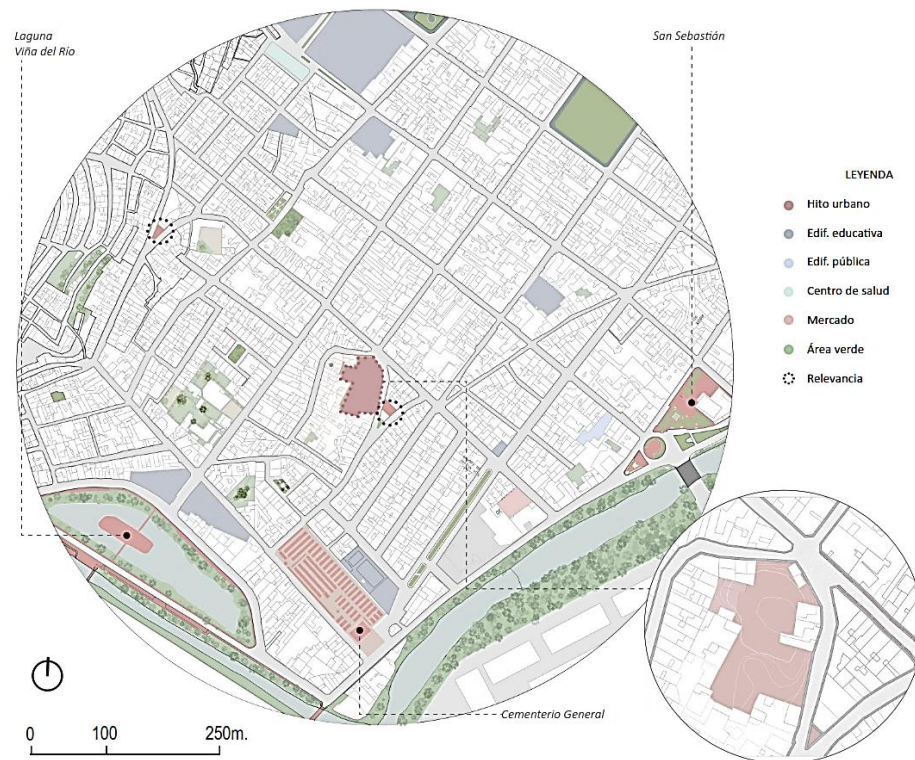 Laguna
Viña del Río
San Sebastián
LEYENDA
Hito urbano
Edif. educativa
Edif. pública
Centro de salud
Mercado
Área verde
Relevancia
Cementerio General
0 100 250m.